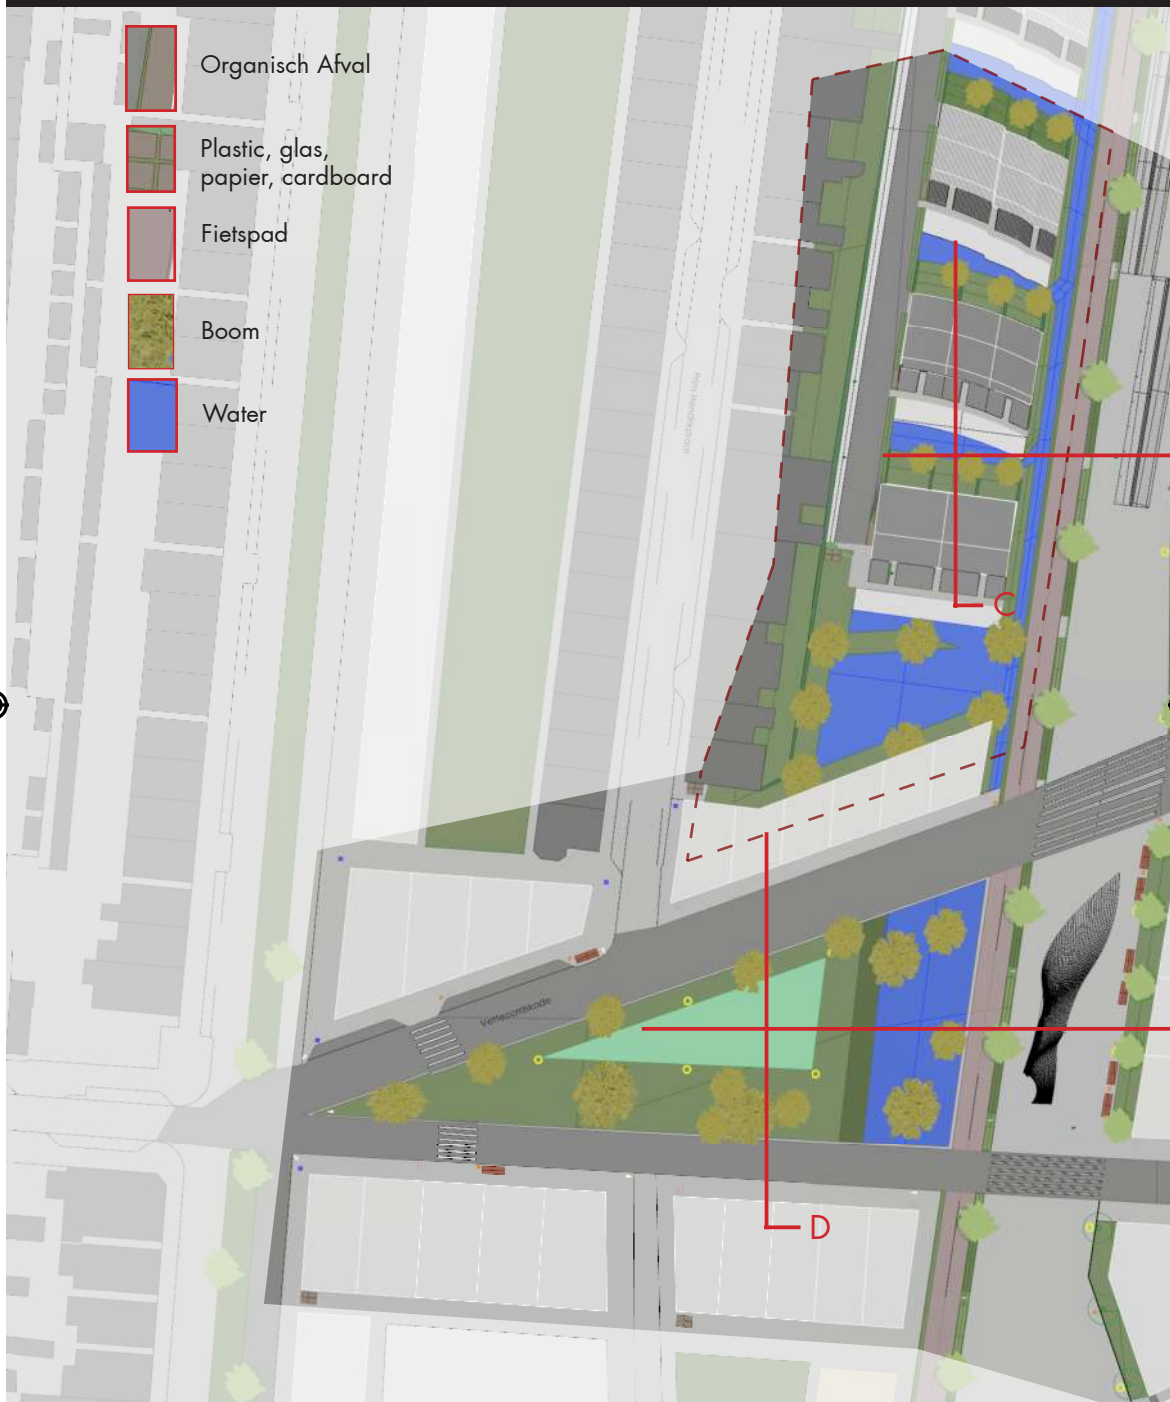 Organisch Afval
Plastic, glas,
papier, cardboard
Fietspad
Boom
Water
C
D